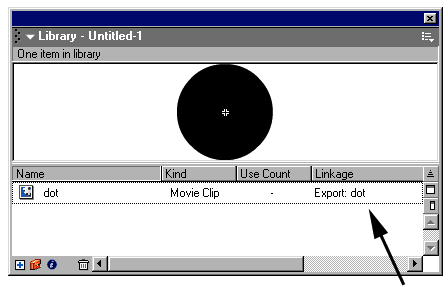 Library - Untitled-1
One item in library
Name Kind Use Count Linkage
dot Movie Clip - Export: dot